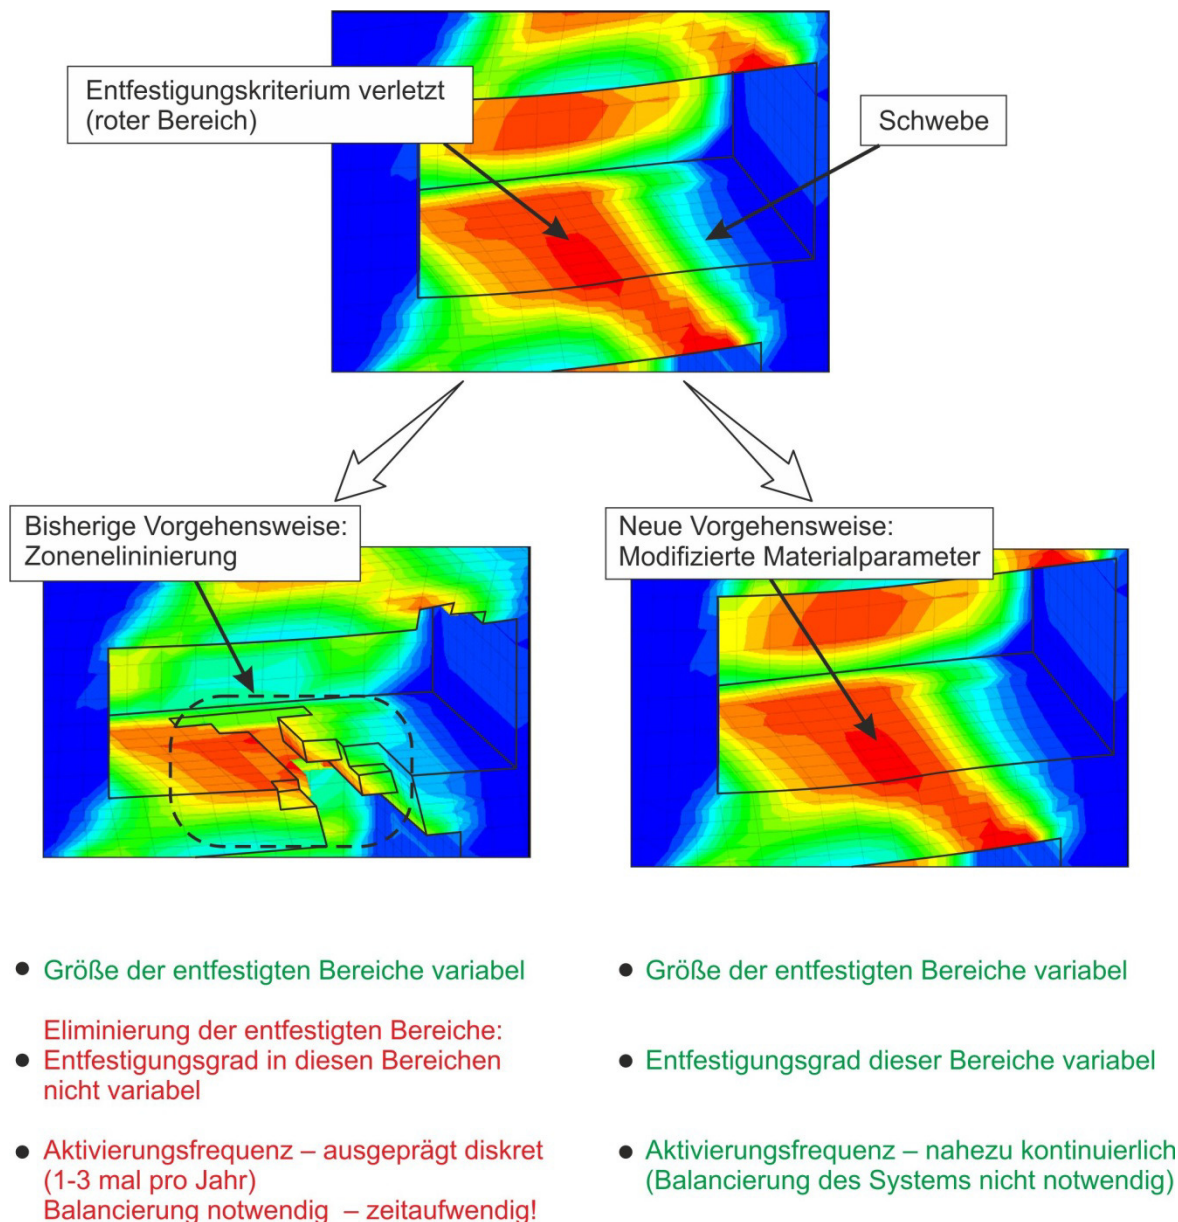 Entfestigungskriterium verletzt
(roter Bereich)
Schwebe
Bisherige Vorgehensweise:
Zonenelininierung
Neue Vorgehensweise:
Modifizierte Materialparameter
● Größe der entfestigten Bereiche variabel
Eliminierung der entfestigten Bereiche:
● Entfestigungsgrad in diesen Bereichen
nicht variabel
● Aktivierungsfrequenz – ausgeprägt diskret
(1-3 mal pro Jahr)
Balancierung notwendig – zeitaufwendig!
● Größe der entfestigten Bereiche variabel
● Entfestigungsgrad dieser Bereiche variabel
● Aktivierungsfrequenz – nahezu kontinuierlich
(Balancierung des Systems nicht notwendig)